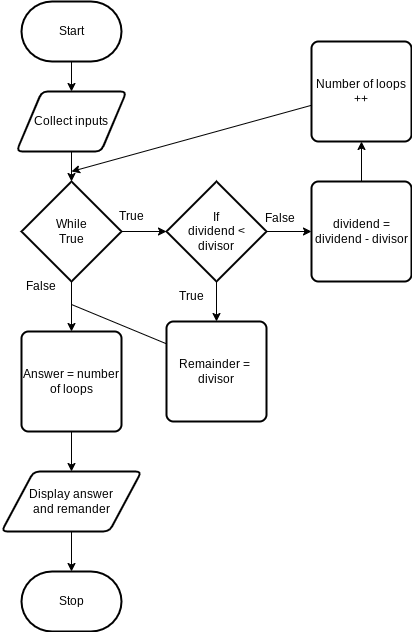 Start
Collect inputs
While
True
True
If
dividend <
divisor
False
dividend =
dividend - divisor
Number of loops
++
True
Remainder =
divisor
False
Answer = number
of loops
Display answer
and remander
Stop